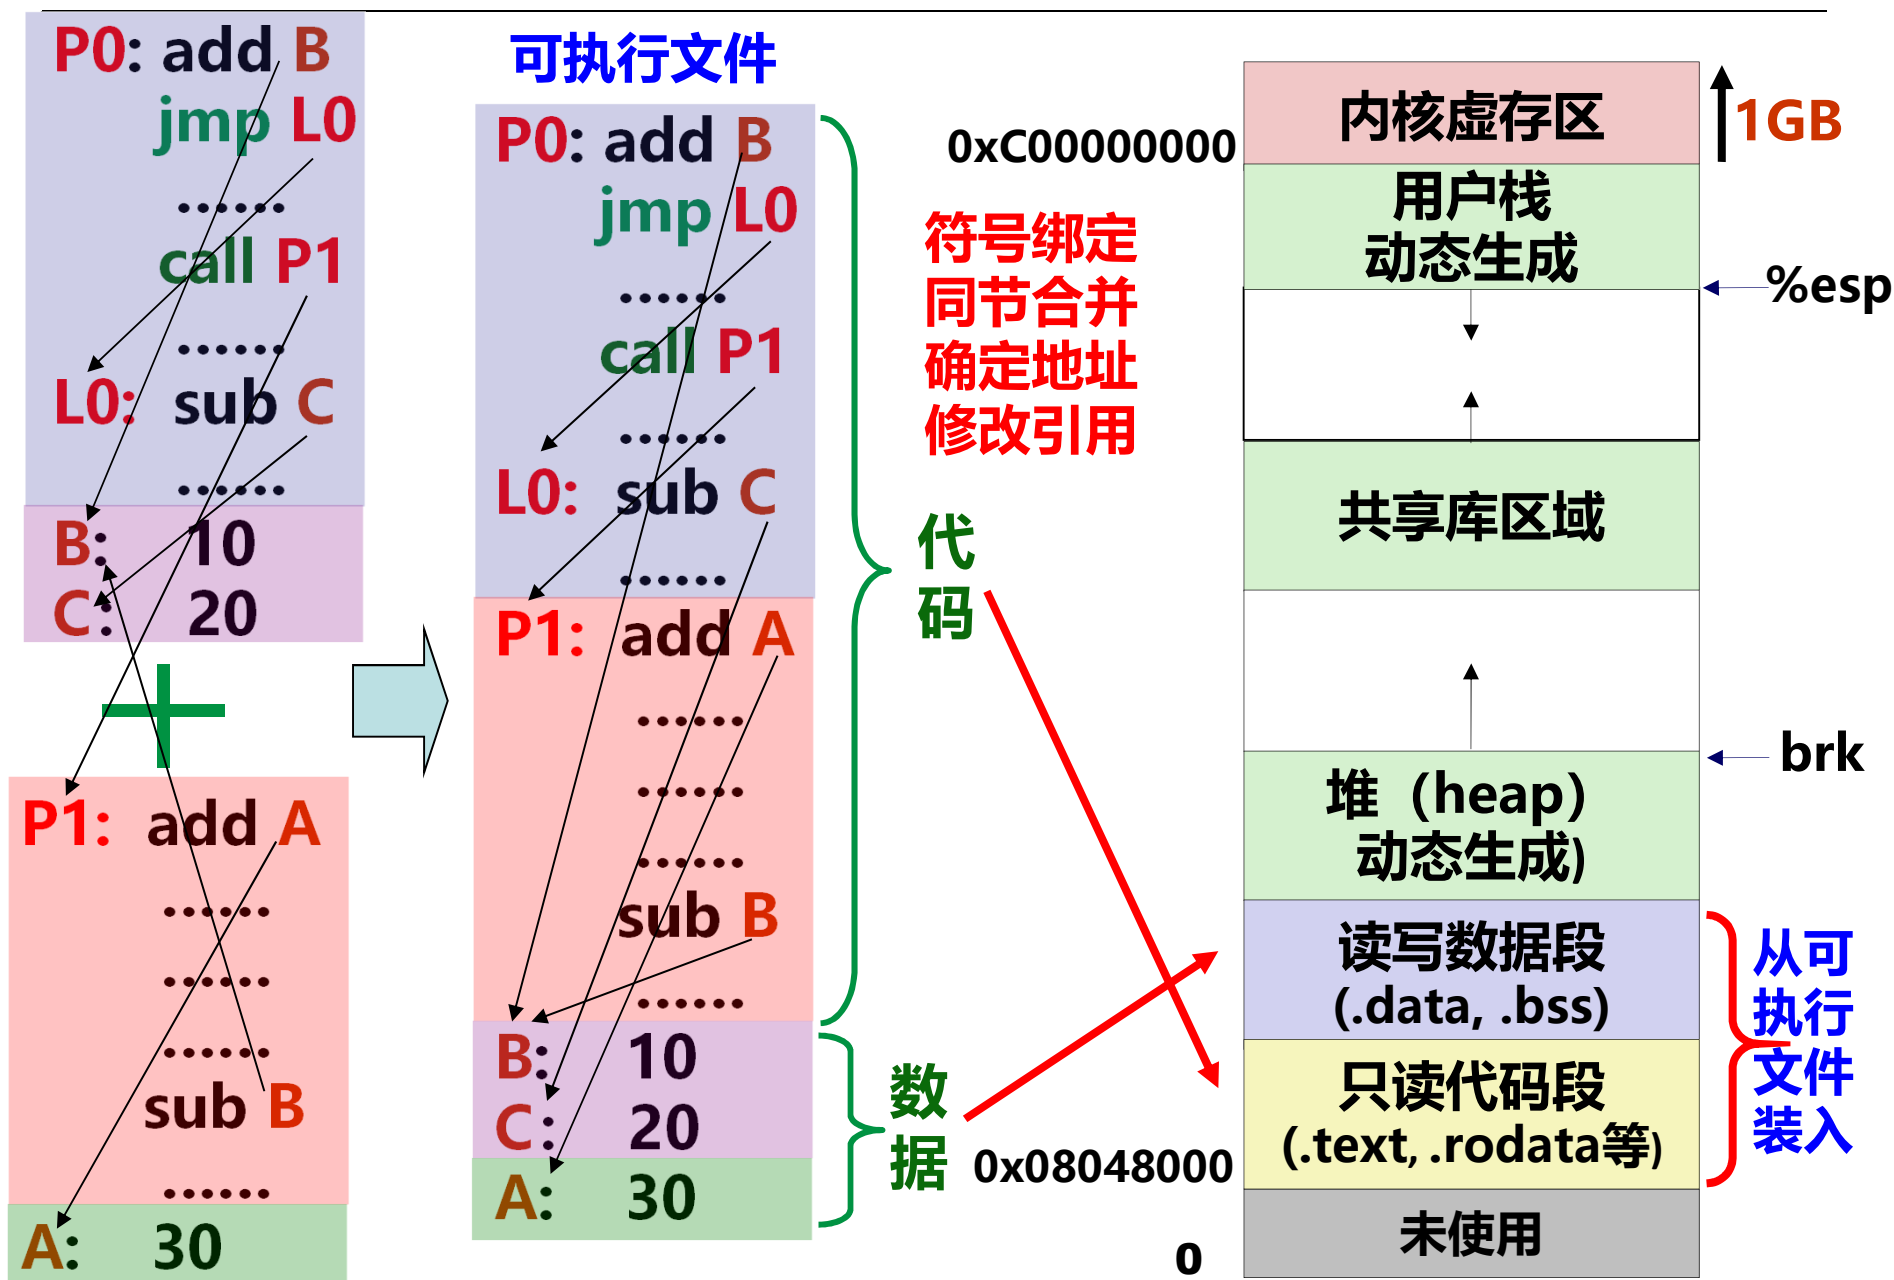 P0: add B
jmp L0
......
call P1
......
L0: sub C
......
B: 10
C: 20
P1: add A
......
......
......
sub B
......
A: 30
可执行文件
P0: add B
jmp L0
......
call P1
......
L0: sub C
......
P1: add A
......
......
......
sub B
......
B: 10
C: 20
A: 30
代
码
数
据
符号绑定
同节合并
确定地址
修改引用
0xC00000000
0x08048000
0
内核虚存区
用户栈
动态生成
共享库区域
堆（heap）
动态生成)
读写数据段
(.data, .bss)
只读代码段
(.text, .rodata等)
未使用
1GB
%esp
brk
从可
执行
文件
装入